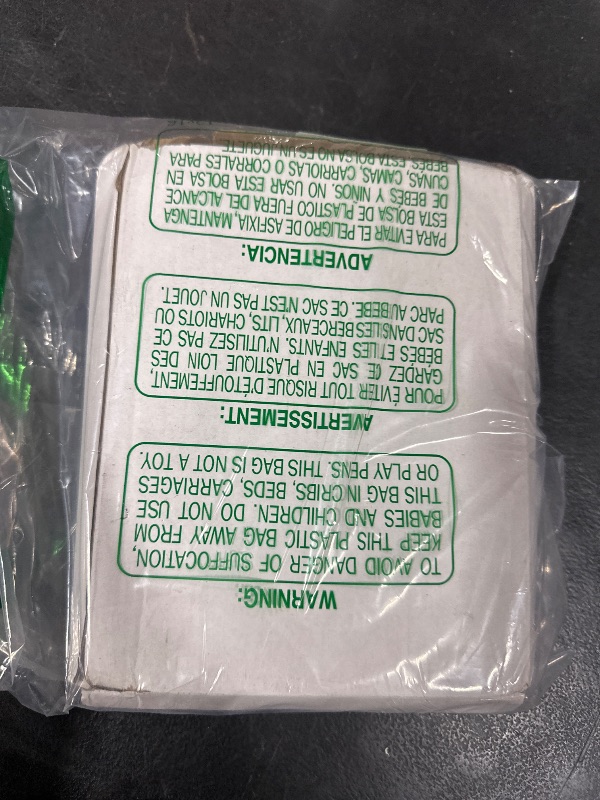 WARNING:
TO AVOID DANGER OF SUFFOCATION,
KEEP THIS PLASTIC BAG AWAY FROM
BABIES AND CHILDREN. DO NOT USE
THIS BAG IN CRIBS, BEDS, CARRIAGES
OR PLAY PENS. THIS BAG IS NOT A TOY.
AVERTISSEMENT:
POUR ÉVITER TOUT RISQUE D'ÉTOUFFEMENT,
GARDEZ CE SAC EN PLASTIQUE LOIN DES
BEBÉS ET LES ENFANTS. N'UTILISEZ PAS CE
SAC DANS LES BERCEAUX, LITS, CHARIOTS OU
PARC AU BEBÉ. CE SAC N'EST PAS UN JOUET.
ADVERTENCIA:
PARA EVITAR EL PELIGRO DE ASFIXIA, MANTENGA
ESTA BOLSA DE PLASTICO FUERA DEL ALCANCE
DE BEBÉS Y NIÑOS. NO USAR ESTA BOLSA EN
CUNAS, CAMAS, CARRIOLAS O CORRALES PARA
BEBÉS. ESTA BOLSA NO ES UN JUGUETE